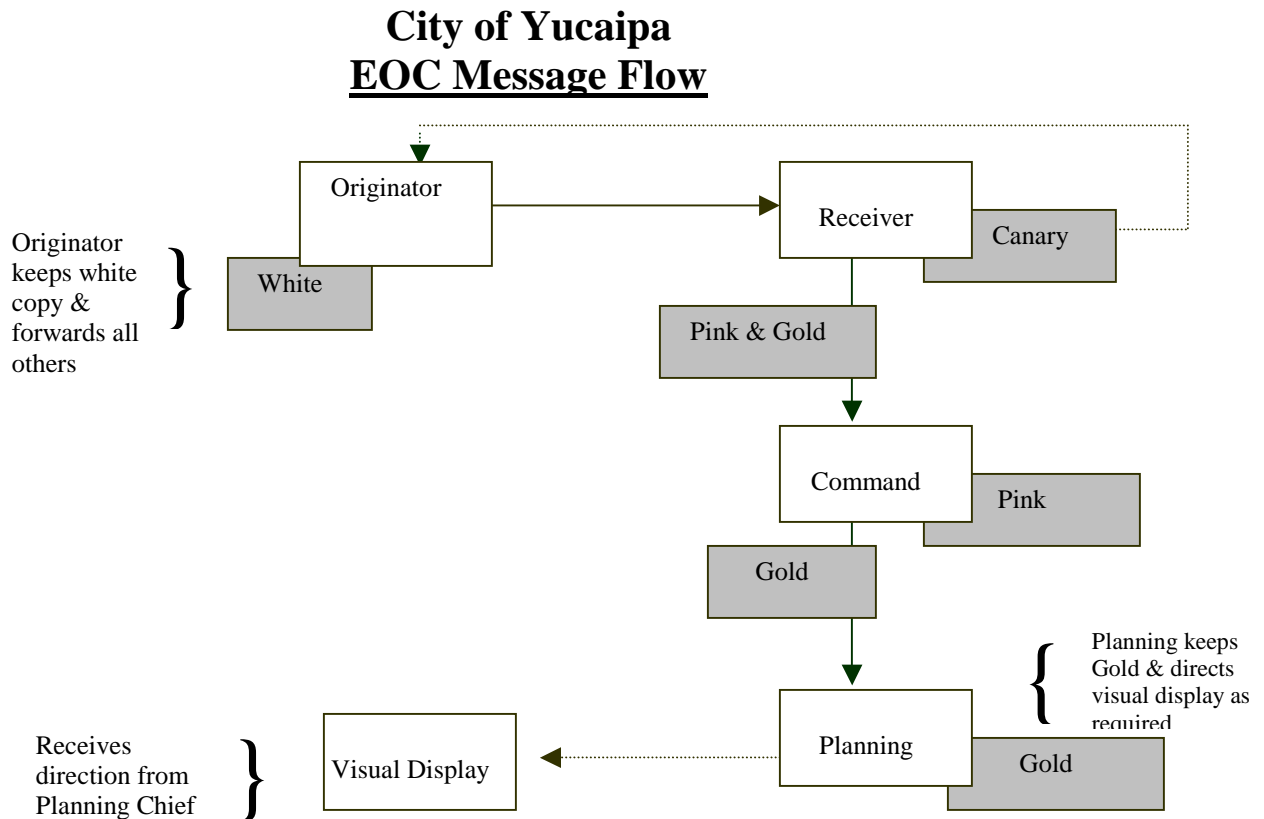 City of Yucaipa
EOC Message Flow
Originator
Receiver
Canary
Originator
keeps white
copy &
forwards all
others
White
Pink & Gold
Command
Pink
Gold
Planning keeps
Gold & directs
visual display as
required
Planning
Gold
Receives
direction from
Planning Chief
Visual Display